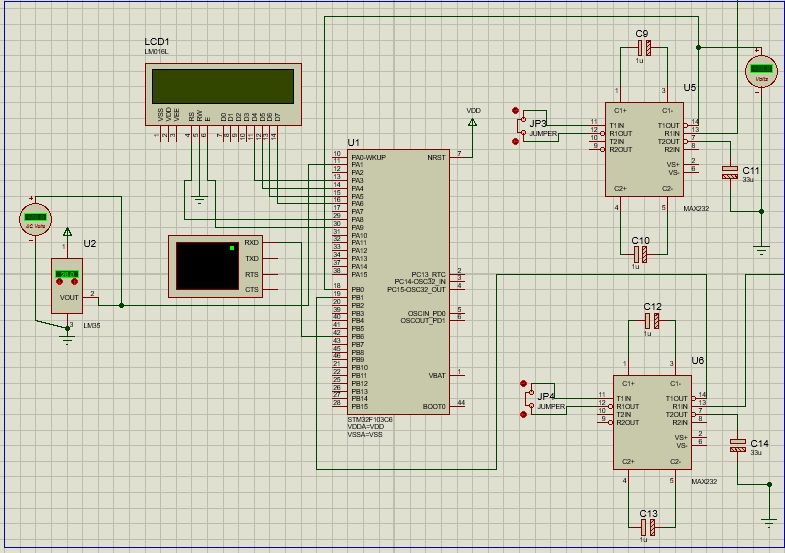 LCD1
LM016L
VSS
VDD
VEE
RS
RW
E
D0
D1
D2
D3
D4
D5
D6
D7
1
2
3
4
5
6
7
8
9
10
11
12
13
14
U1
10
11
12
13
14
15
16
17
29
30
31
32
33
34
37
38
PA0-WKUP
PA1
PA2
PA3
PA4
PA5
PA6
PA7
PA8
PA9
PA10
PA11
PA12
PA13
PA14
PA15
18
19
20
39
40
41
42
43
45
46
21
22
25
26
27
28
PB0
PB1
PB2
PB3
PB4
PB5
PB6
PB7
PB8
PB9
PB10
PB11
PB12
PB13
PB14
PB15
NRST
7
VDD
PC13_RTC
2
PC14-OSC32_IN
3
PC15-OSC32_OUT
4
OSCIN_PD0
5
OSCOUT_PD1
6
VBAT
1
BOOT0
44
STM32F103C6
VDDA=VDD
VSSA=VSS
RXD
TXD
RTS
CTS
U2
1
VOUT
2
3
LM35
JP3
JUMPER
C9
1u
U5
1
3
C1+
C1-
11
T1IN
T1OUT
14
12
R1OUT
R1IN
13
10
T2IN
T2OUT
7
9
R2OUT
R2IN
8
VS+
2
VS-
6
C2+
C2-
4
5
MAX232
C10
1u
C11
33u
Volts
JP4
JUMPER
C12
1u
U6
1
3
C1+
C1-
11
T1IN
T1OUT
14
12
R1OUT
R1IN
13
10
T2IN
T2OUT
7
9
R2OUT
R2IN
8
VS+
2
VS-
6
C2+
C2-
4
5
MAX232
C13
1u
C14
33u